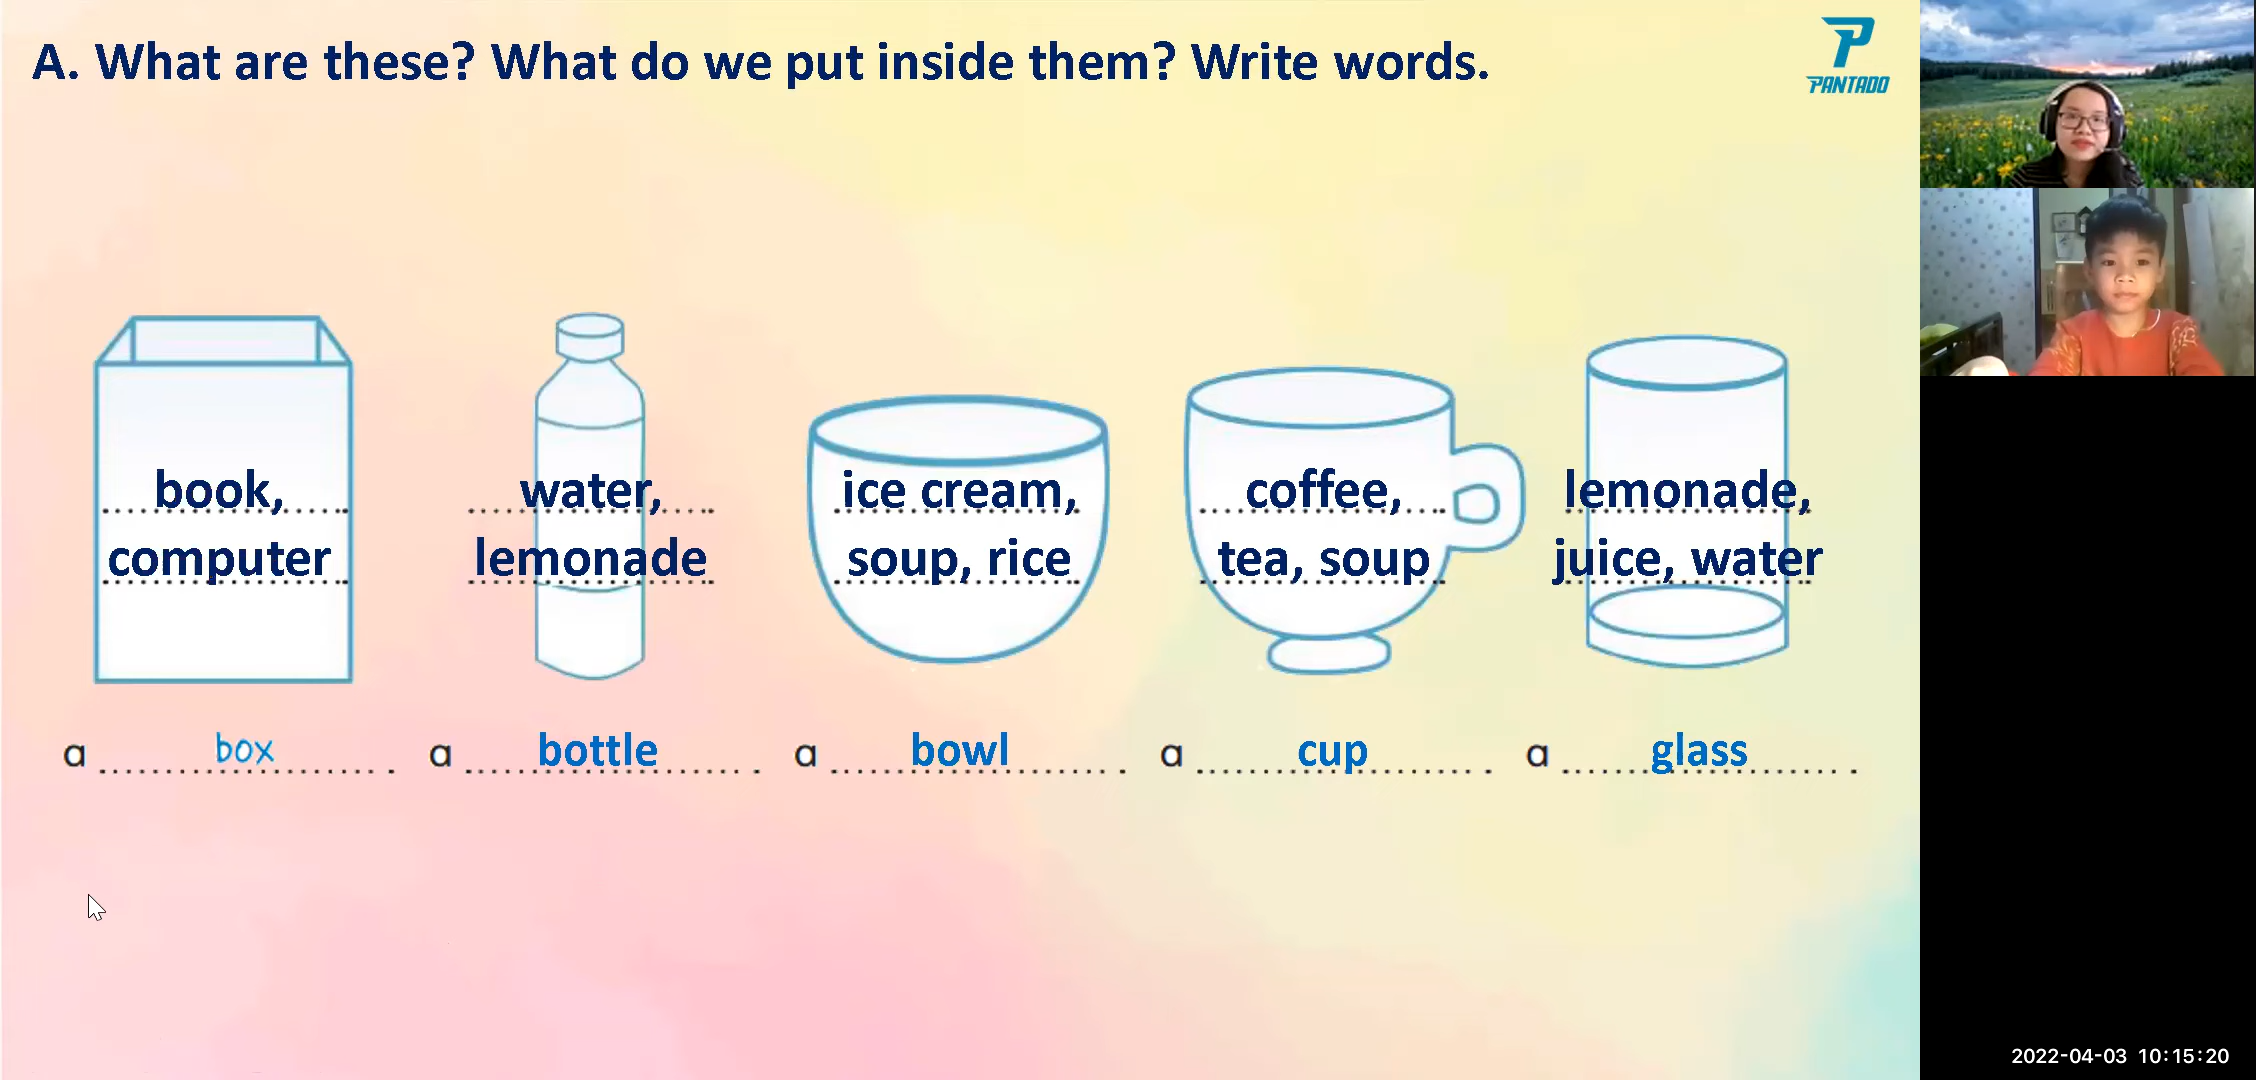 A. What are these? What do we put inside them? Write words.
PANTADO
book,
computer
water,
lemonade
ice cream,
soup, rice
coffee,
tea, soup
lemonade,
juice, water
a box.
a bottle.
a bowl.
a cup.
a glass.
2022-04-03 10:15:20